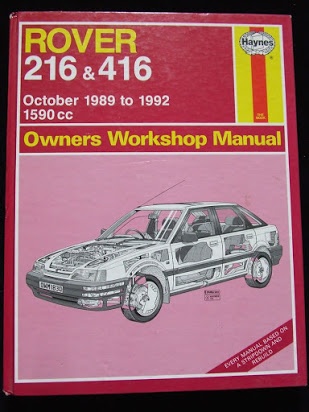 ROVER
216 & 416
October 1989 to 1992
1590 cc
Haynes
Owners Workshop Manual
EVERY MANUAL BASED ON
A STRIPDOWN AND
REBUILD